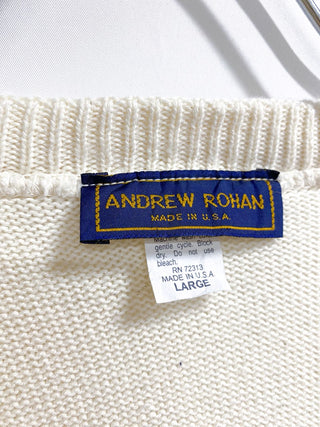 ANDREW ROHAN
MADE IN U.S.A.
gentle cycle. Block
dry. Do not use
bleach.
RN 72313
MADE IN U.S.A
LARGE